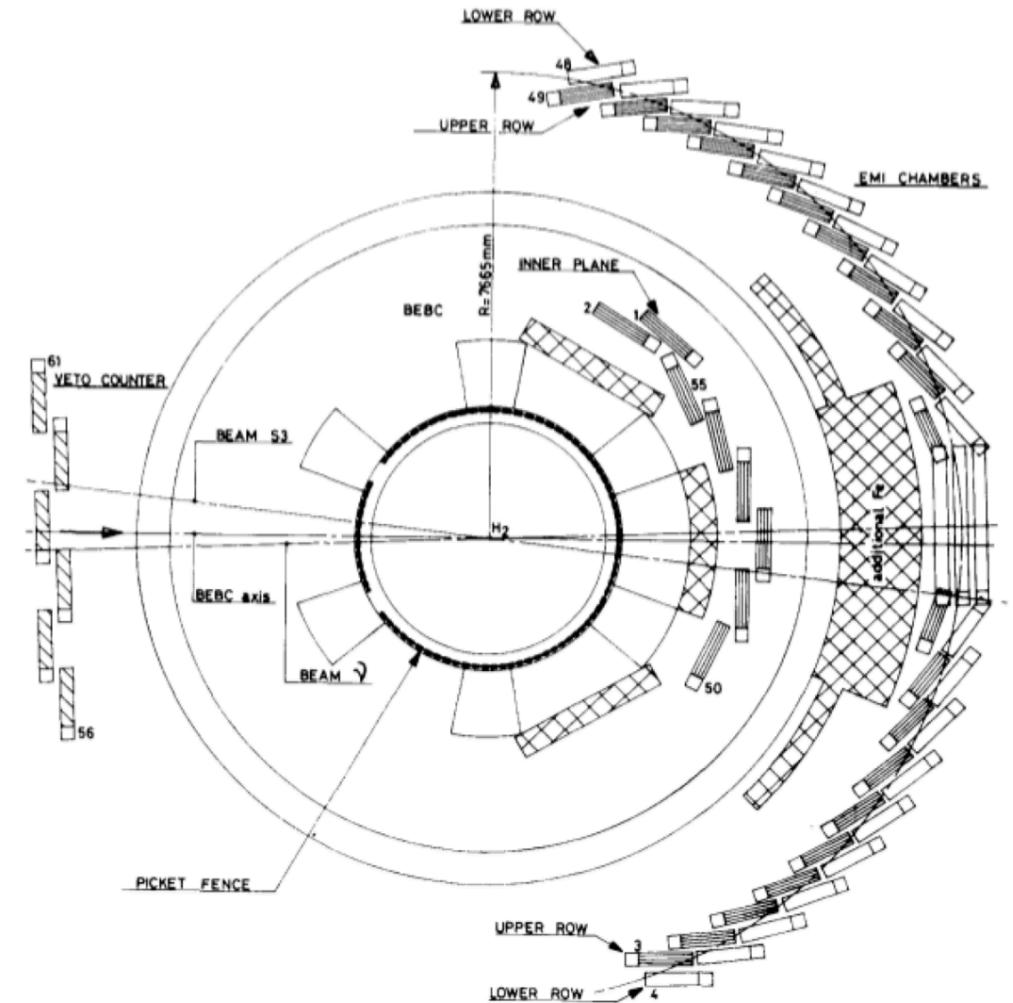 LOWER ROW
48
49
UPPER ROW
EMI CHAMBERS
R=7665mm
INNER PLANE
BEBC
2
1
61
VETO COUNTER
55
BEAM S3
H2
additional Fe
BEBC axis
BEAM ν
50
56
PICKET FENCE
UPPER ROW
3
LOWER ROW
4